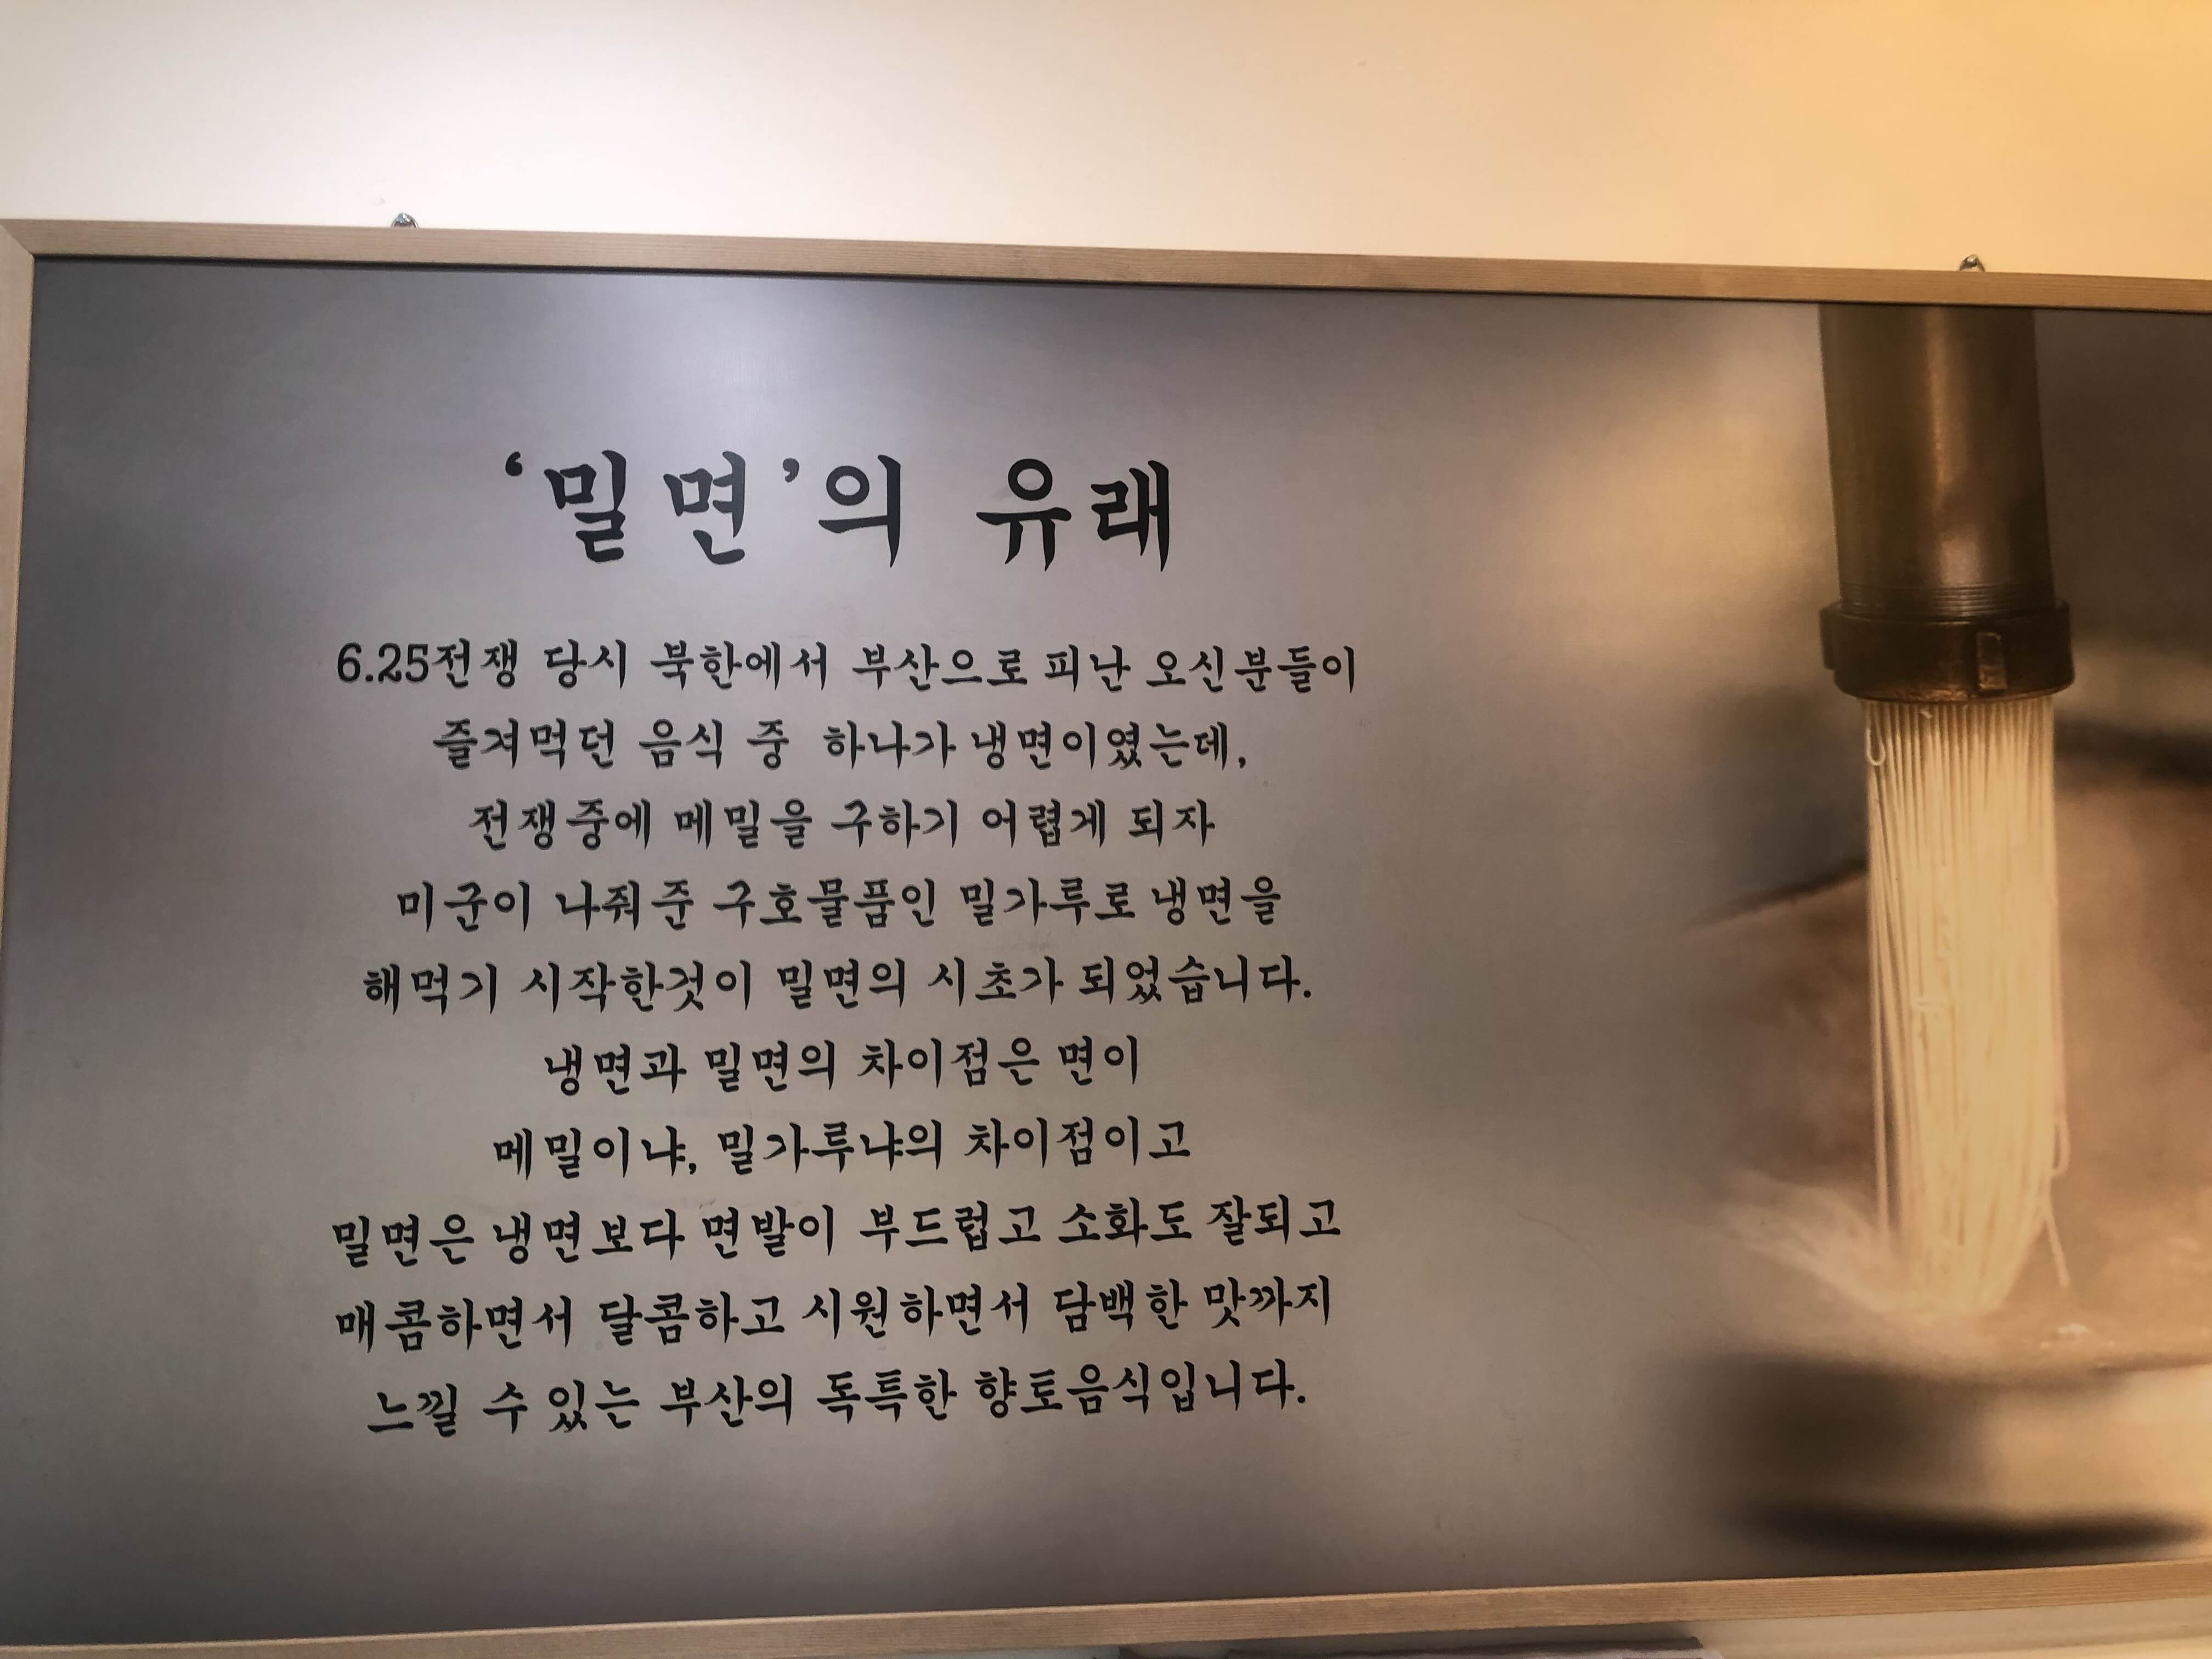 ‘밀면’의 유래
6.25전쟁 당시 북한에서 부산으로 피난 오신분들이
즐겨먹던 음식 중 하나가 냉면이였는데,
전쟁중에 메밀을 구하기 어렵게 되자
미군이 나눠준 구호물품인 밀가루로 냉면을
해먹기 시작한것이 밀면의 시초가 되었습니다.
냉면과 밀면의 차이점은 면이
메밀이냐, 밀가루냐의 차이점이고
밀면은 냉면보다 면발이 부드럽고 소화도 잘되고
매콤하면서 달콤하고 시원하면서 담백한 맛까지
느낄 수 있는 부산의 독특한 향토음식입니다.